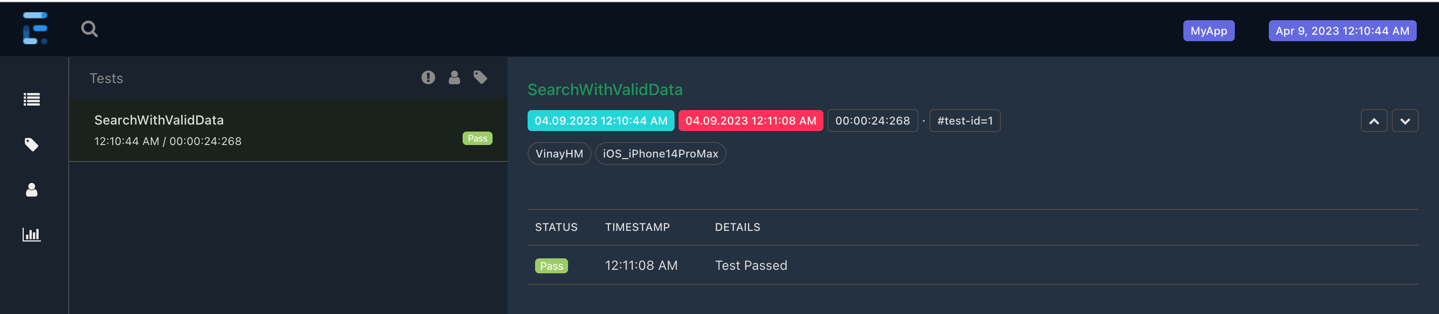 MyApp
Apr 9, 2023 12:10:44 AM
Tests
SearchWithValidData
12:10:44 AM / 00:00:24:268
Pass
SearchWithValidData
04.09.2023 12:10:44 AM 04.09.2023 12:11:08 AM 00:00:24:268 · #test-id=1
VinayHM iOS_iPhone14ProMax
STATUS TIMESTAMP DETAILS
Pass 12:11:08 AM Test Passed